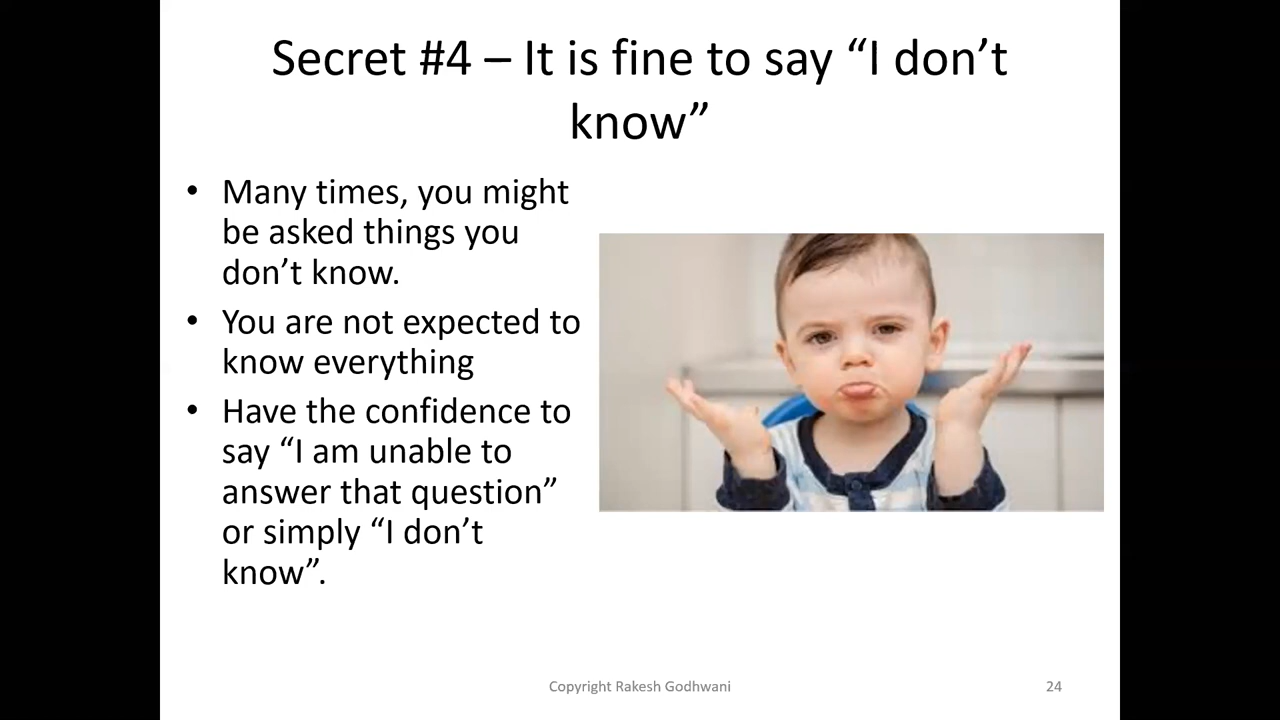 Secret #4 – It is fine to say “I don’t
know”
• Many times, you might
be asked things you
don’t know.
• You are not expected to
know everything
• Have the confidence to
say “I am unable to
answer that question”
or simply “I don’t
know”.
Copyright Rakesh Godhwani
24